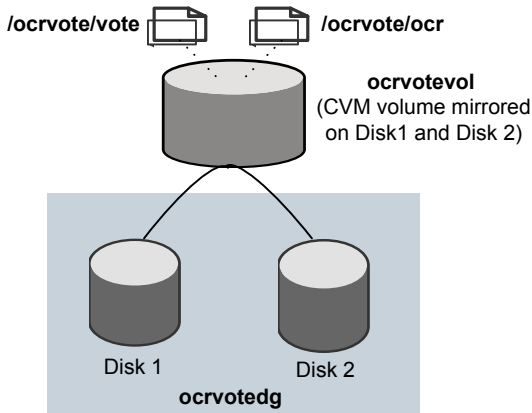 /ocrvote/vote
/ocrvote/ocr
ocrvotevol
(CVM volume mirrored
on Disk1 and Disk 2)
Disk 1
Disk 2
ocrvotedg